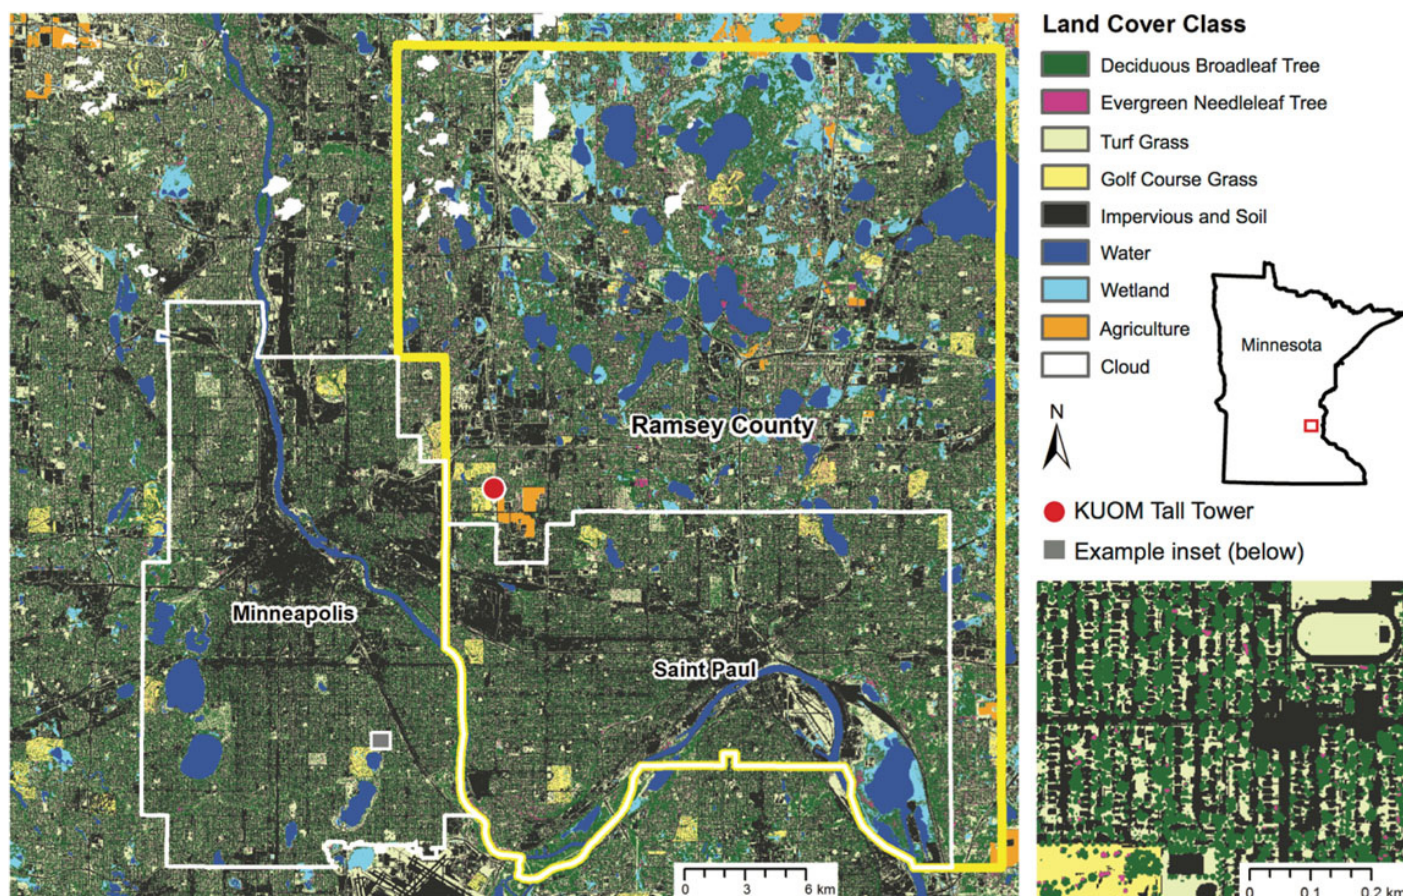 Land Cover Class
Deciduous Broadleaf Tree
Evergreen Needleleaf Tree
Turf Grass
Golf Course Grass
Impervious and Soil
Water
Wetland
Agriculture
Cloud
Minnesota
N
KUOM Tall Tower
Example inset (below)
Ramsey County
Minneapolis
Saint Paul
0 3 6 km
0 0.1 0.2 km